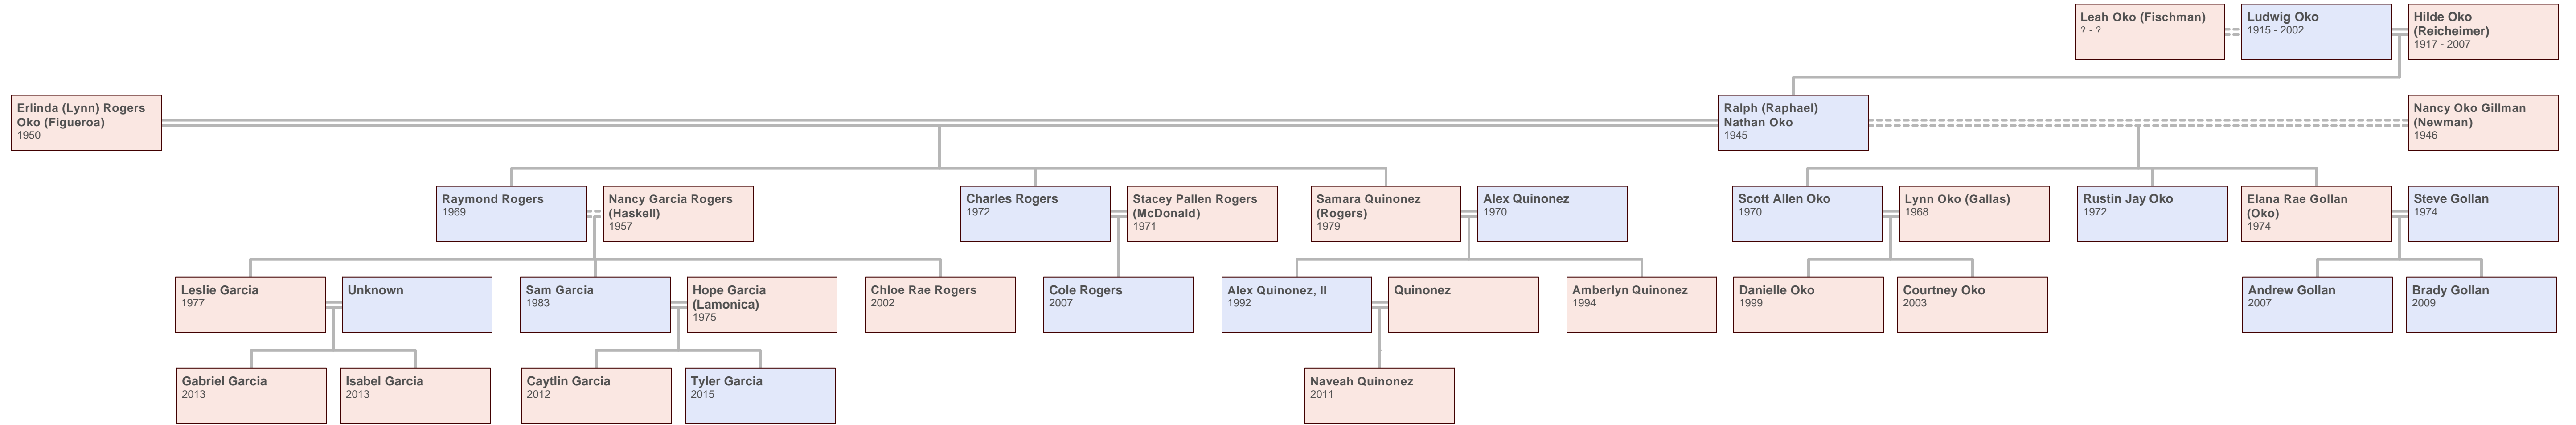 Leah Oko (Fischman)
? - ?
Ludwig Oko
1915 - 2002
Hilde Oko
(Reicheimer)
1917 - 2007
Erlinda (Lynn) Rogers
Oko (Figueroa)
1950
Ralph (Raphael)
Nathan Oko
1945
Nancy Oko Gillman
(Newman)
1946
Raymond Rogers
1969
Nancy Garcia Rogers
(Haskell)
1957
Charles Rogers
1972
Stacey Pallen Rogers
(McDonald)
1971
Samara Quinonez
(Rogers)
1979
Alex Quinonez
1970
Scott Allen Oko
1970
Lynn Oko (Gallas)
1968
Rustin Jay Oko
1972
Elana Rae Gollan
(Oko)
1974
Steve Gollan
1974
Leslie Garcia
1977
Unknown
Sam Garcia
1983
Hope Garcia
(Lamonica)
1975
Chloe Rae Rogers
2002
Cole Rogers
2007
Alex Quinonez, II
1992
Quinonez
Amberlyn Quinonez
1994
Danielle Oko
1999
Courtney Oko
2003
Andrew Gollan
2007
Brady Gollan
2009
Gabriel Garcia
2013
Isabel Garcia
2013
Caytlin Garcia
2012
Tyler Garcia
2015
Naveah Quinonez
2011